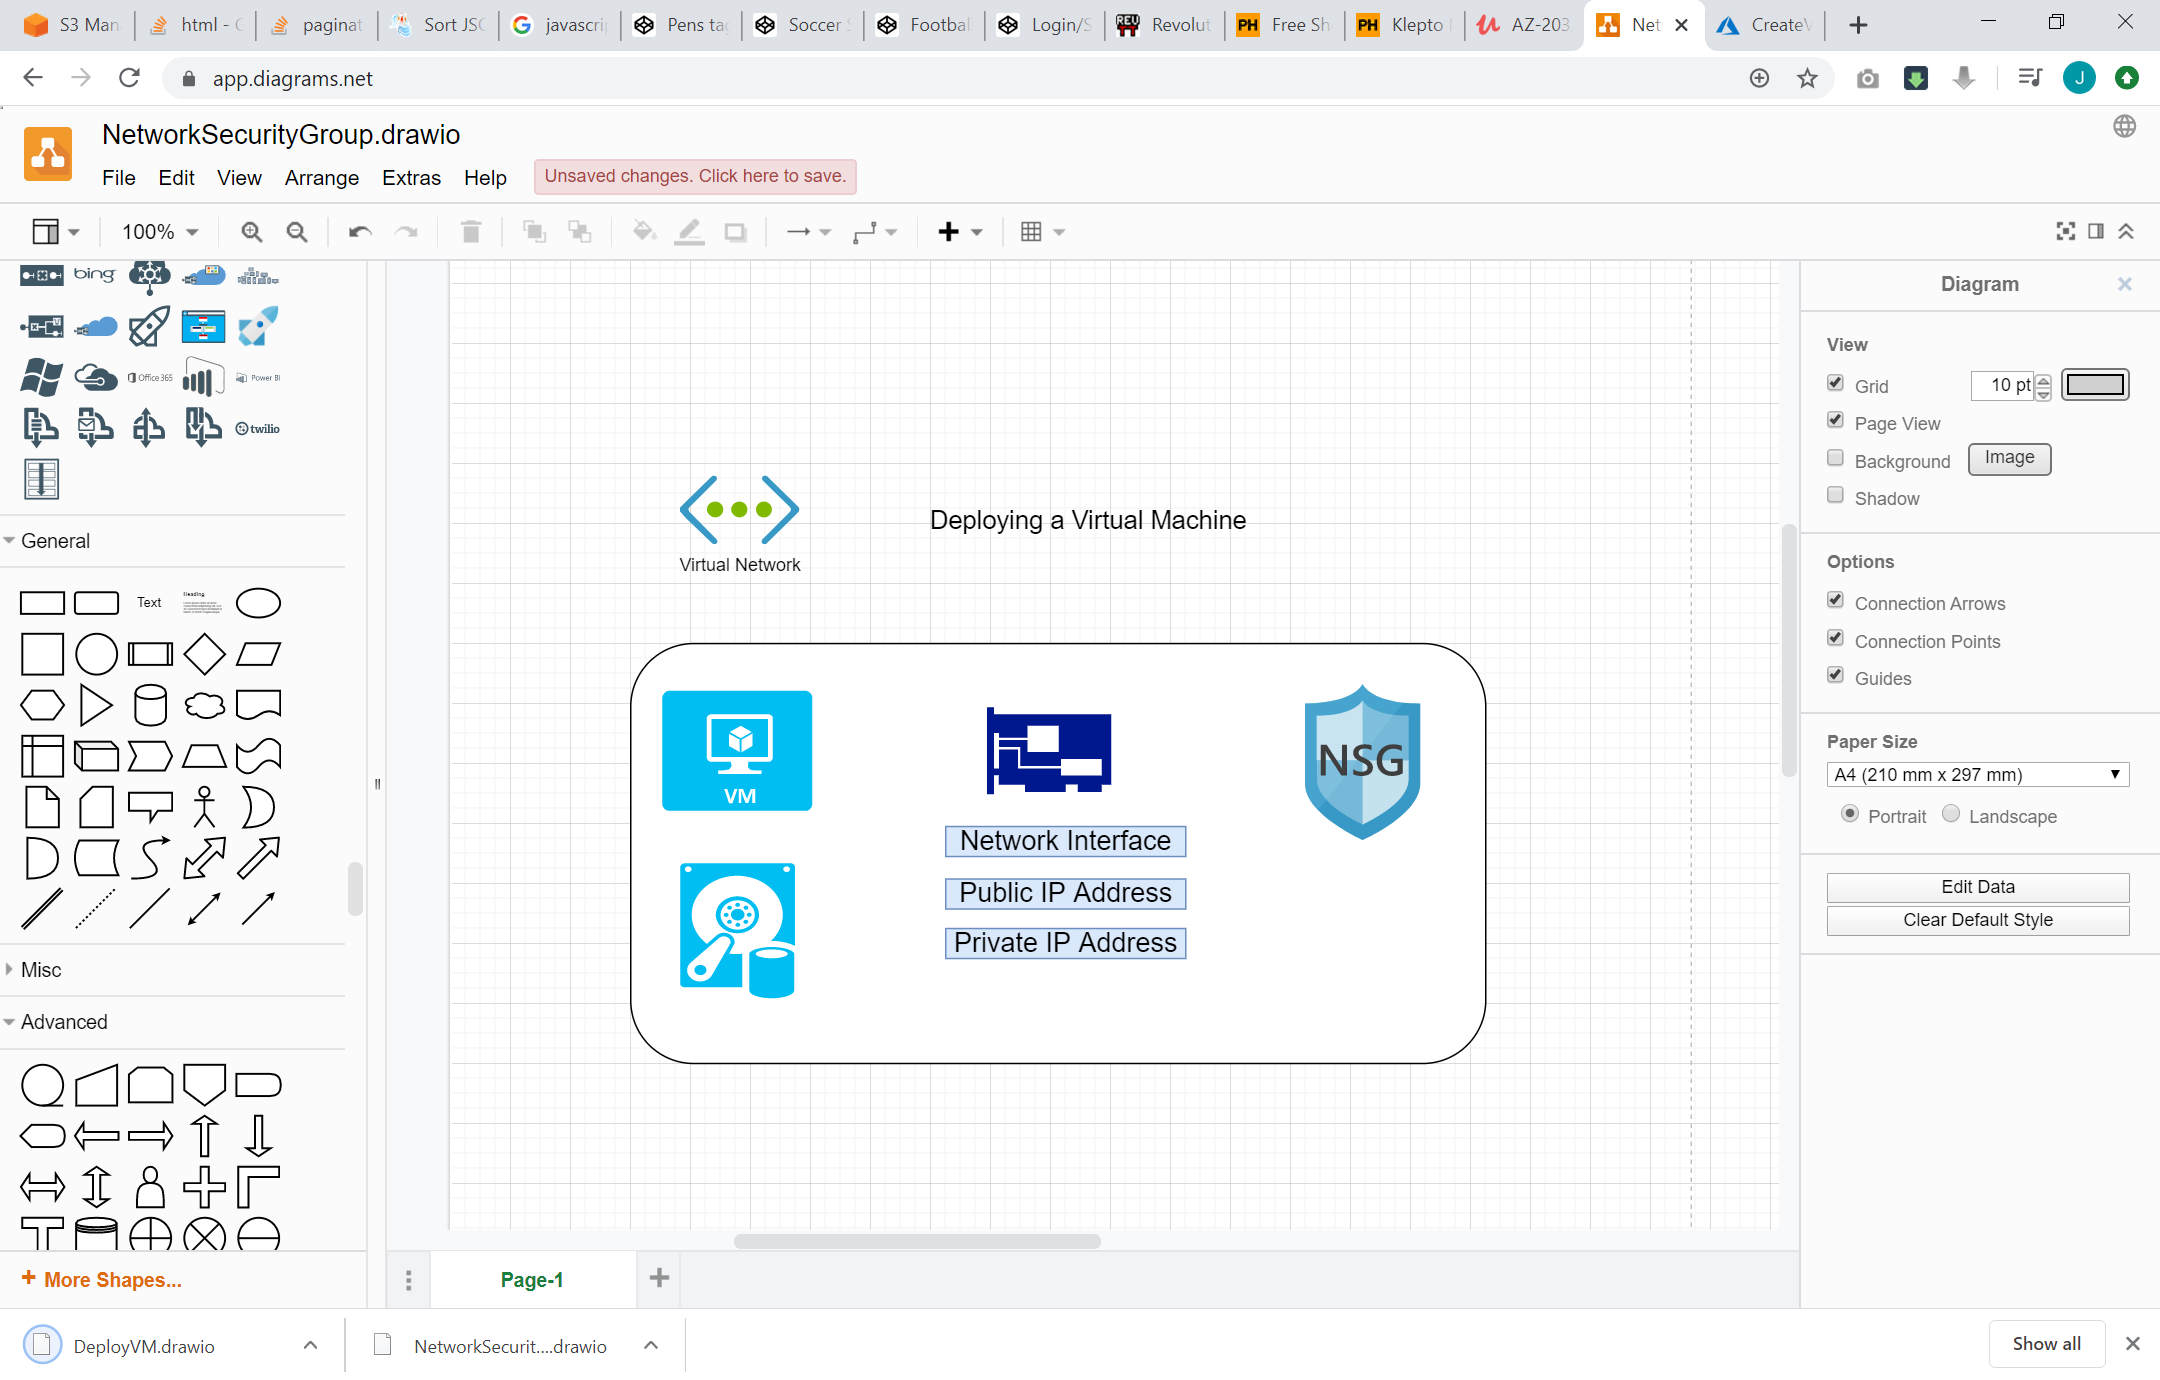 S3 Man
html - C
paginat
Sort JSC
javascri
Pens tag
Soccer S
Footbal
Login/S
Revolut
PH Free Sh
PH Klepto
AZ-203
Net
CreateV
app.diagrams.net
J
NetworkSecurityGroup.drawio
File Edit View Arrange Extras Help
Unsaved changes. Click here to save.
100%
bing
Office 365
Power BI
twilio
General
Text
Heading
Misc
Advanced
+ More Shapes...
Virtual Network
Deploying a Virtual Machine
VM
NSG
Network Interface
Public IP Address
Private IP Address
Page-1
Diagram
View
Grid 10 pt
Page View
Background Image
Shadow
Options
Connection Arrows
Connection Points
Guides
Paper Size
A4 (210 mm x 297 mm)
Portrait Landscape
Edit Data
Clear Default Style
DeployVM.drawio
NetworkSecurit....drawio
Show all